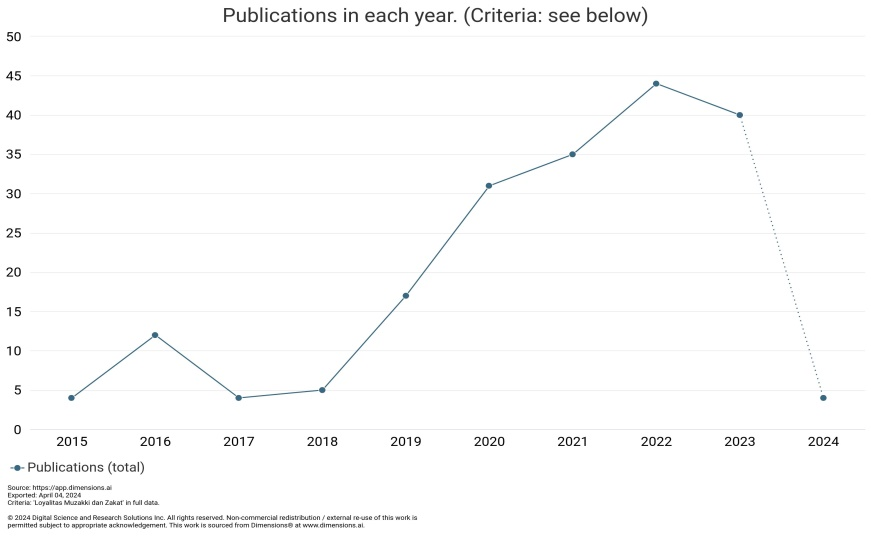 Publications in each year. (Criteria: see below)
50
45
40
35
30
25
20
15
10
5
0
2015 2016 2017 2018 2019 2020 2021 2022 2023 2024
Publications (total)
Source: https://app.dimensions.ai
Exported: April 04, 2024
Criteria: 'Loyalitas Muzakki dan Zakat' in full data.
© 2024 Digital Science and Research Solutions Inc. All rights reserved. Non-commercial redistribution / external re-use of this work is
permitted subject to appropriate acknowledgement. This work is sourced from Dimensions® at www.dimensions.ai.